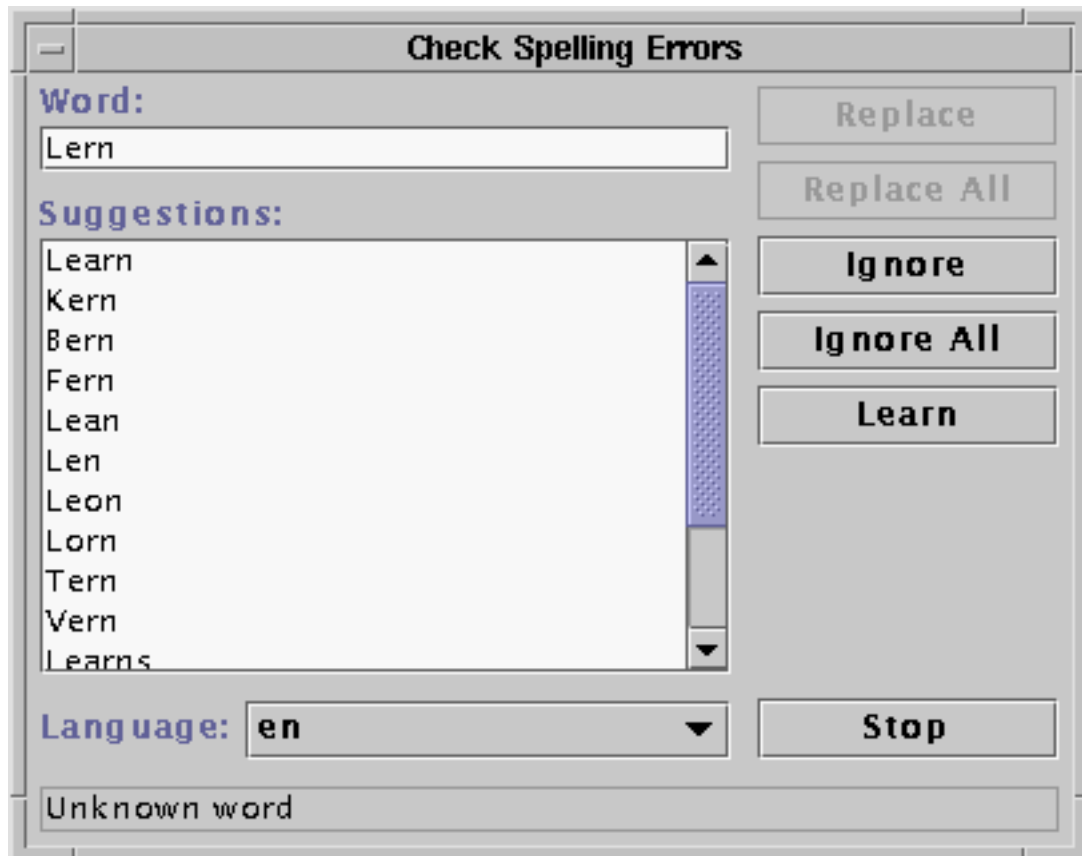 Check Spelling Errors
Word:
Lern
Suggestions:
Learn
Kern
Bern
Fern
Lean
Len
Leon
Lorn
Tern
Vern
Learns
Language:
en
Unknown word
Replace
Replace All
Ignore
Ignore All
Learn
Stop